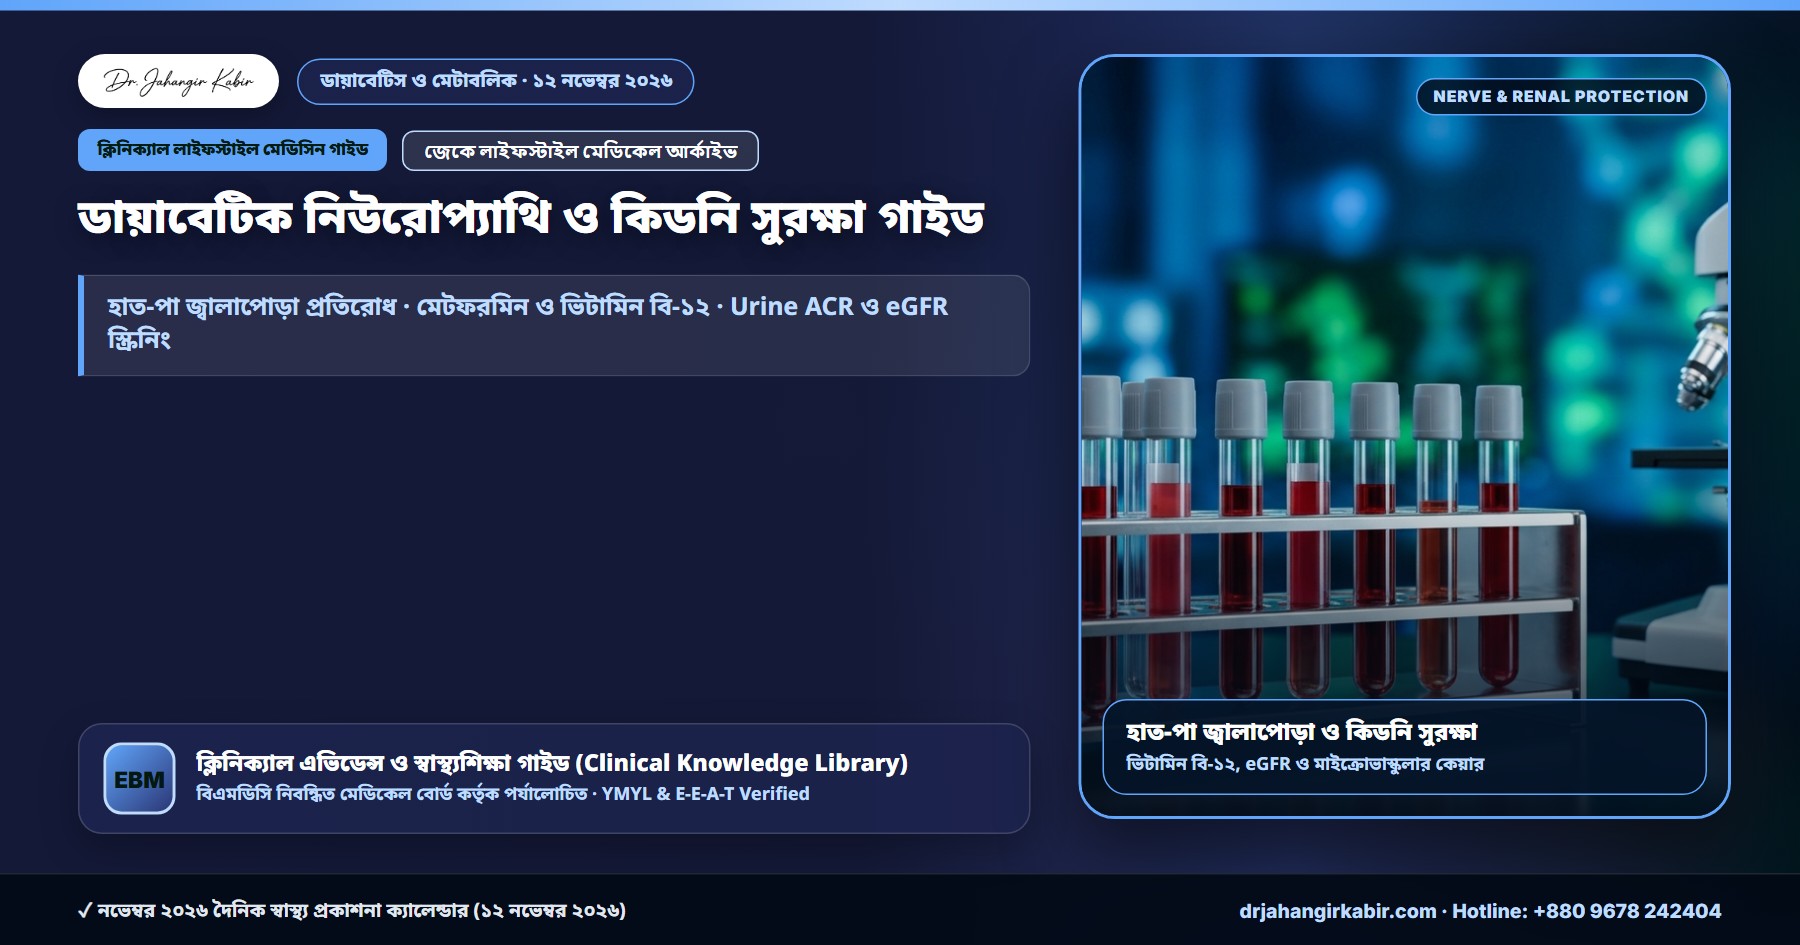 Dr. Jahangir Kabir
ডায়াবেটিস ও মেটাবলিক · ১২ নভেম্বর ২০২৬
ক্লিনিক্যাল লাইফস্টাইল মেডিসিন গাইড
জেকে লাইফস্টাইল মেডিকেল আর্কাইভ
ডায়াবেটিক নিউরোপ্যাথি ও কিডনি সুরক্ষা গাইড
হাত-পা জ্বালাপোড়া প্রতিরোধ · মেটফরমিন ও ভিটামিন বি-১২ · Urine ACR ও eGFR
স্ক্রিনিং
EBM
ক্লিনিক্যাল এভিডেন্স ও স্বাস্থ্যশিক্ষা গাইড (Clinical Knowledge Library)
বিএমডিসি নিবন্ধিত মেডিকেল বোর্ড কর্তৃক পর্যালোচিত · YMYL & E-E-A-T Verified
NERVE & RENAL PROTECTION
হাত-পা জ্বালাপোড়া ও কিডনি সুরক্ষা
ভিটামিন বি-১২, eGFR ও মাইক্রোভাস্কুলার কেয়ার
✓ নভেম্বর ২০২৬ দৈনিক স্বাস্থ্য প্রকাশনা ক্যালেন্ডার (১২ নভেম্বর ২০২৬)
drjahangirkabir.com · Hotline: +880 9678 242404